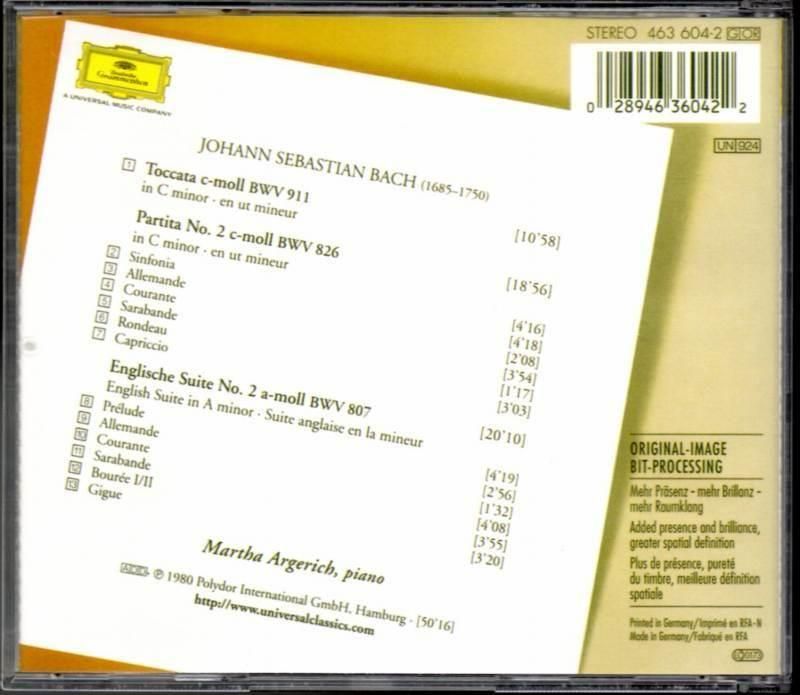 STEREO 463 604-2 GOR
0 28946 36042 2
UN 924
Deutsche
Grammophon
A UNIVERSAL MUSIC COMPANY
JOHANN SEBASTIAN BACH (1685–1750)
1 Toccata c-moll BWV 911 [10'58]
in C minor · en ut mineur
Partita No. 2 c-moll BWV 826 [18'56]
in C minor · en ut mineur
2 Sinfonia [4'16]
3 Allemande [4'18]
4 Courante [2'08]
5 Sarabande [3'54]
6 Rondeau [1'17]
7 Capriccio [3'03]
Englische Suite No. 2 a-moll BWV 807 [20'10]
English Suite in A minor · Suite anglaise en la mineur
8 Prélude [4'19]
9 Allemande [2'56]
10 Courante [1'32]
11 Sarabande [4'08]
12 Bourée I/II [3'55]
13 Gigue [3'20]
Martha Argerich, piano
ADD ℗ 1980 Polydor International GmbH, Hamburg · [50'16]
http://www.universalclassics.com
ORIGINAL-IMAGE
BIT-PROCESSING
Mehr Präsenz – mehr Brillanz –
mehr Raumklang
Added presence and brilliance,
greater spatial definition
Plus de présence, pureté
du timbre, meilleure définition
spatiale
Printed in Germany/Imprimé en RFA-N
Made in Germany/Fabriqué en RFA